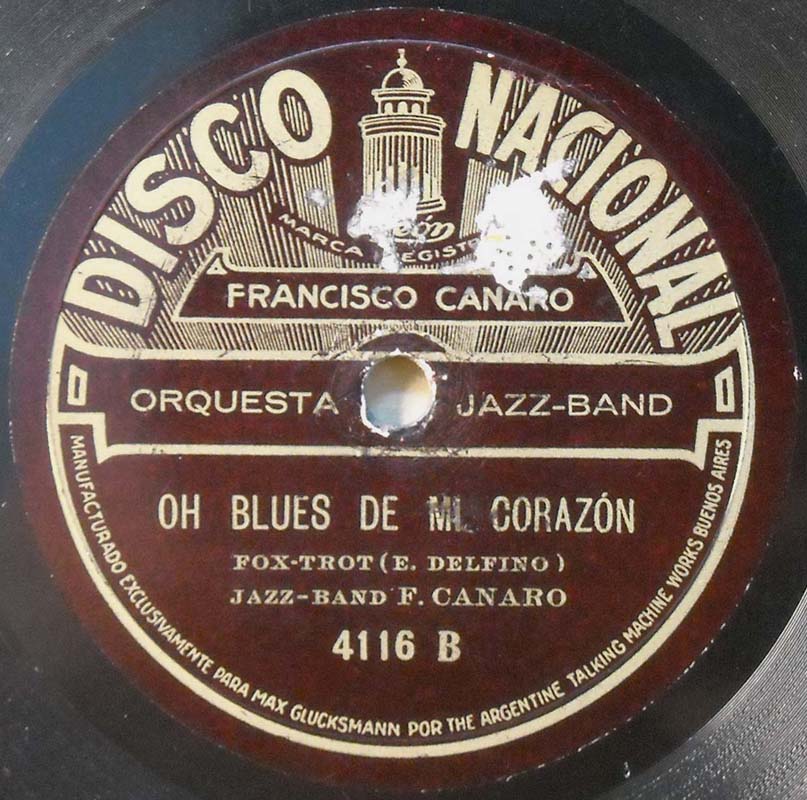 DISCO NACIONAL
MARCA
FRANCISCO CANARO
ORQUESTA JAZZ-BAND
OH BLUES DE MI CORAZÓN
FOX-TROT (E. DELFINO)
JAZZ-BAND F. CANARO
4116 B
MANUFACTURADO EXCLUSIVAMENTE PARA MAX GLUCKSMANN POR THE ARGENTINE TALKING MACHINE WORKS BUENOS AIRES